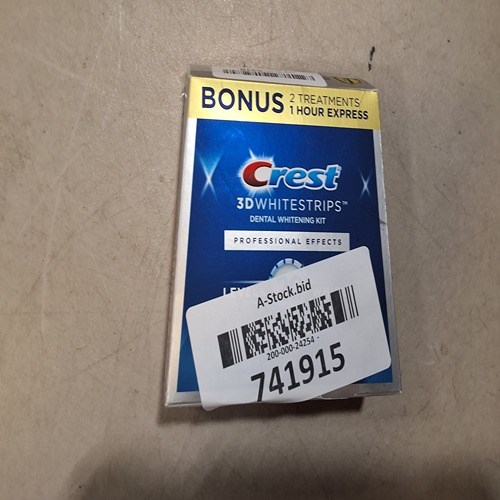 BONUS 2 TREATMENTS
1 HOUR EXPRESS
Crest
3DWHITESTRIPS™
DENTAL WHITENING KIT
PROFESSIONAL EFFECTS
A-Stock.bid
200-000-24254 -
741915